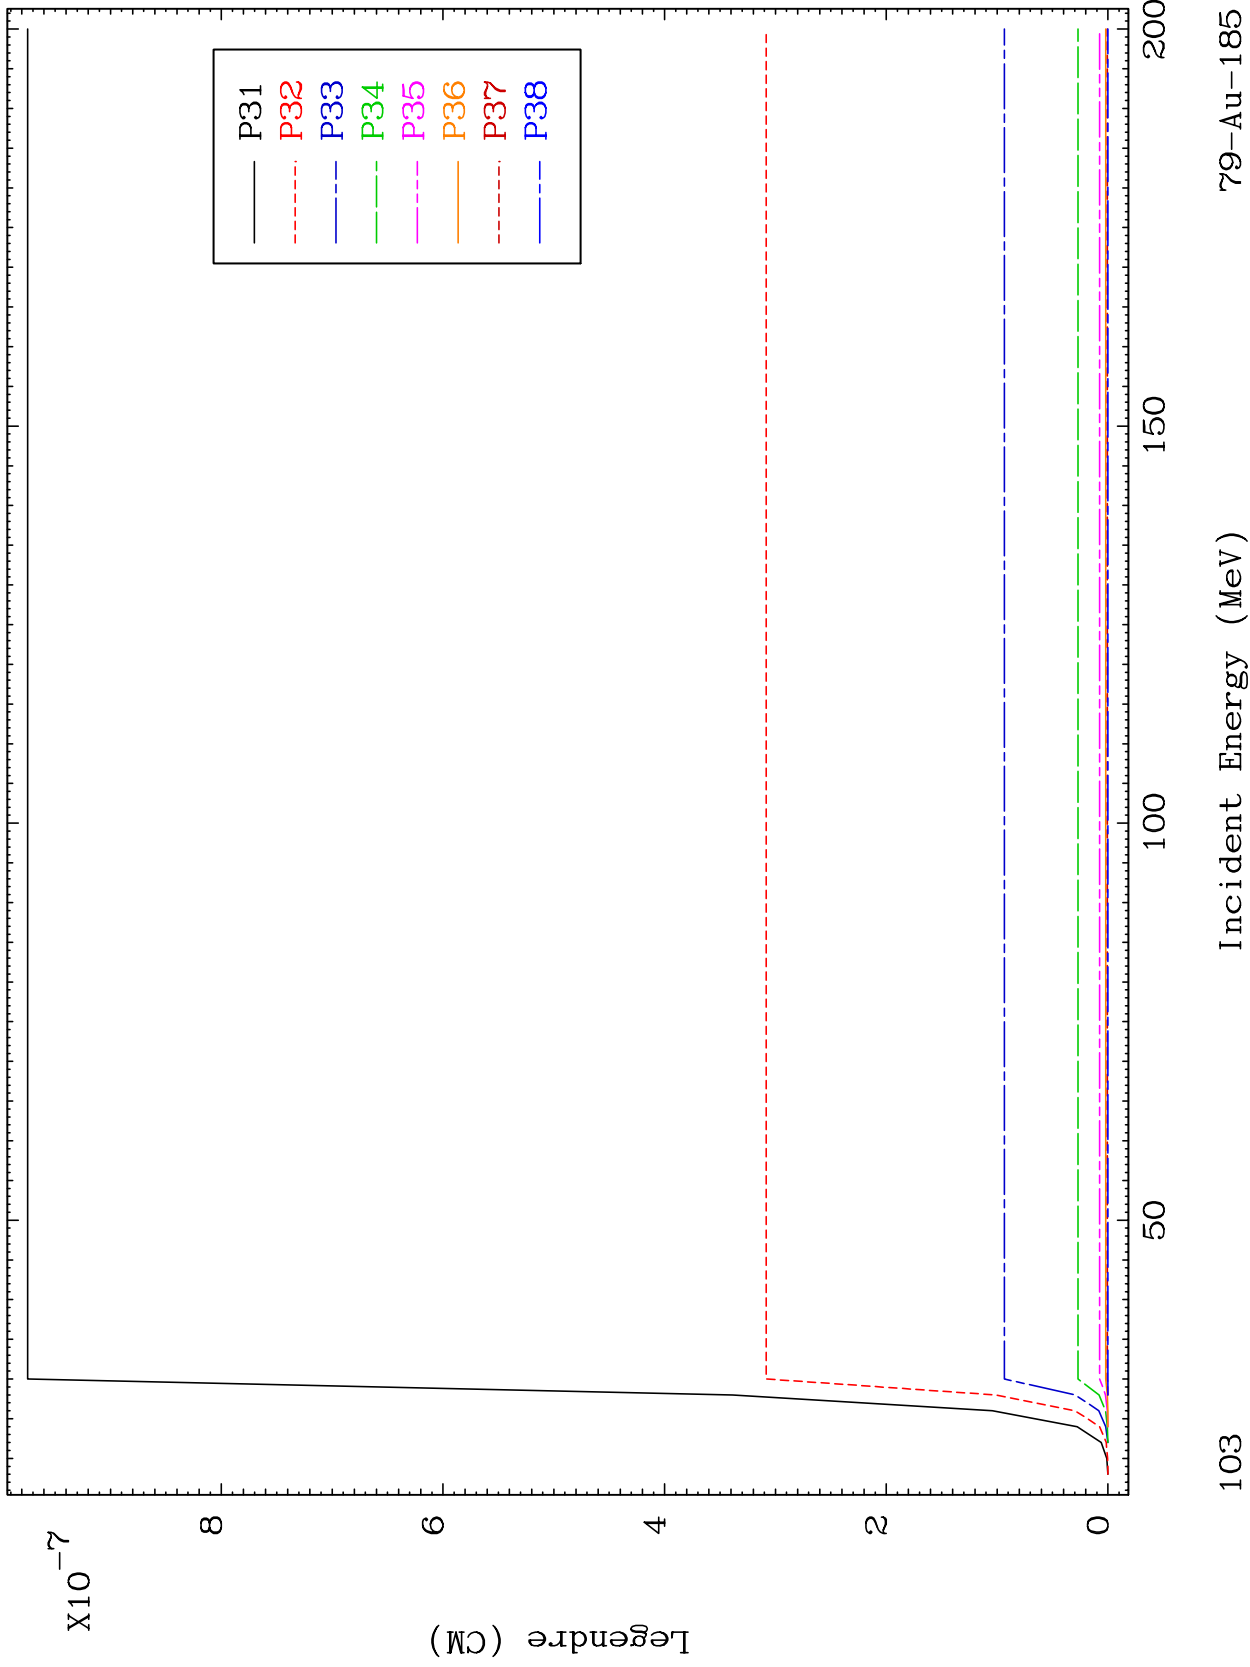 X10-7
8
6
4
2
0
Legendre (CM)
P31
P32
P33
P34
P35
P36
P37
P38
50
100
150
200
Incident Energy (MeV)
103
79-Au-185